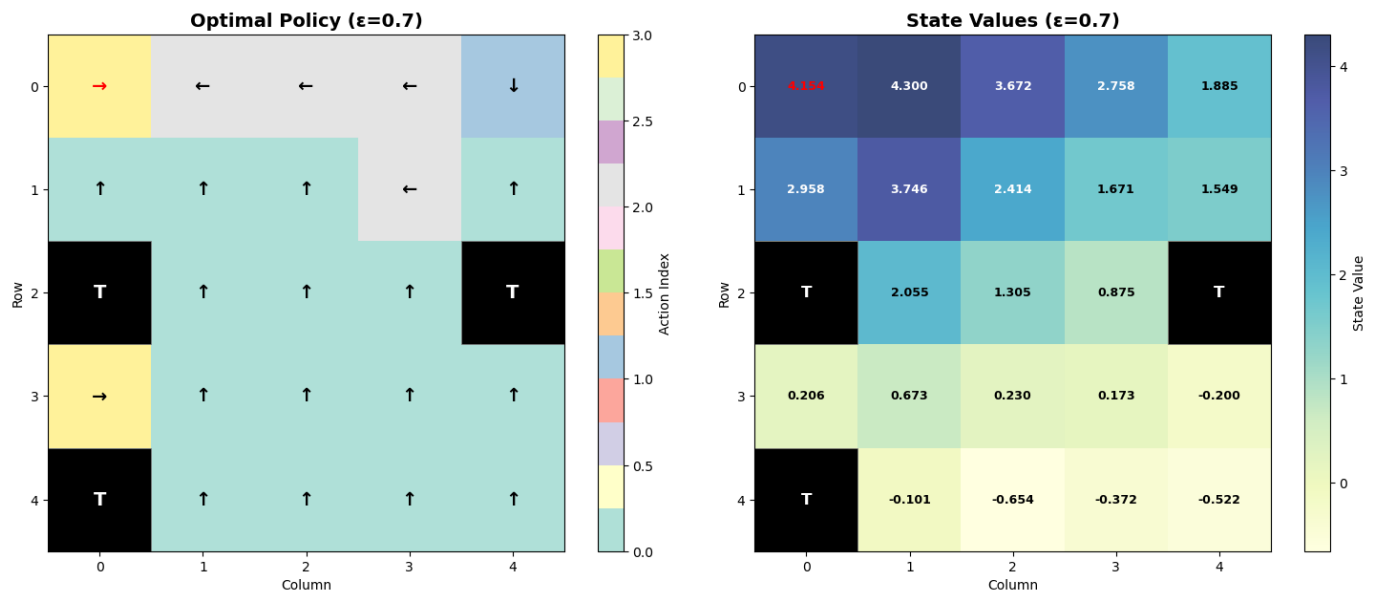 Optimal Policy (ε=0.7)
0
→ ← ← ← ↓
1
↑ ↑ ↑ ← ↑
2
T ↑ ↑ ↑ T
3
→ ↑ ↑ ↑ ↑
4
T ↑ ↑ ↑ ↑
0 1 2 3 4
Column
Row
3.0
2.5
2.0
1.5
1.0
0.5
0.0
Action Index
State Values (ε=0.7)
0
4.154 4.300 3.672 2.758 1.885
1
2.958 3.746 2.414 1.671 1.549
2
T 2.055 1.305 0.875 T
3
0.206 0.673 0.230 0.173 -0.200
4
T -0.101 -0.654 -0.372 -0.522
0 1 2 3 4
Column
Row
4
3
2
1
0
State Value